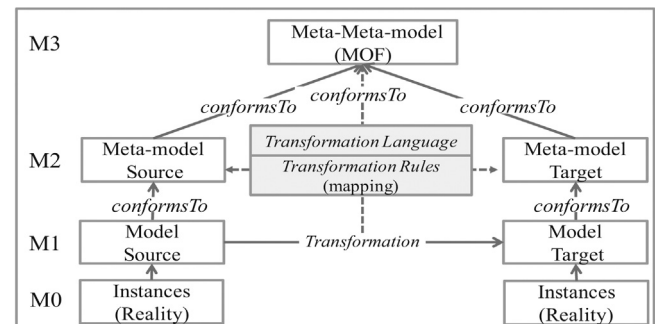 M3
Meta-Meta-model
(MOF)
conformsTo
conformsTo
conformsTo
M2
Meta-model
Source
Transformation Language
Transformation Rules
(mapping)
Meta-model
Target
conformsTo
conformsTo
M1
Model
Source
Transformation
Model
Target
M0
Instances
(Reality)
Instances
(Reality)